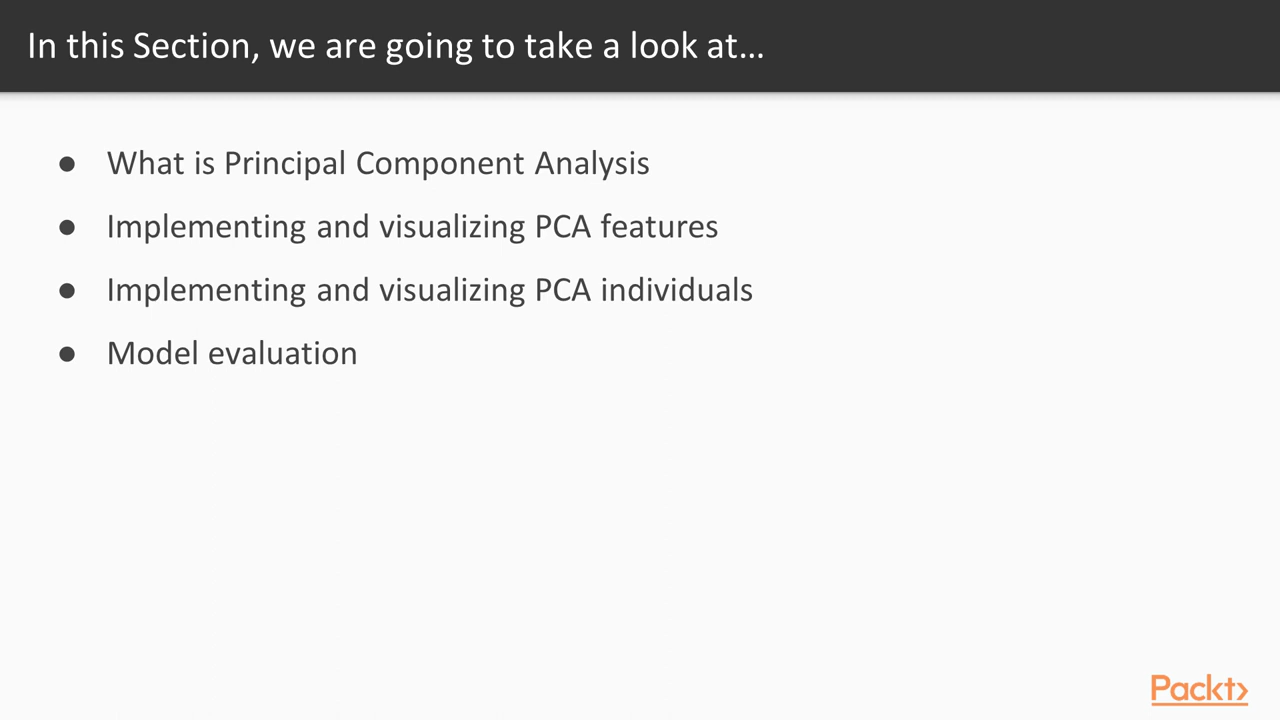 In this Section, we are going to take a look at...
● What is Principal Component Analysis
● Implementing and visualizing PCA features
● Implementing and visualizing PCA individuals
● Model evaluation
Packt>